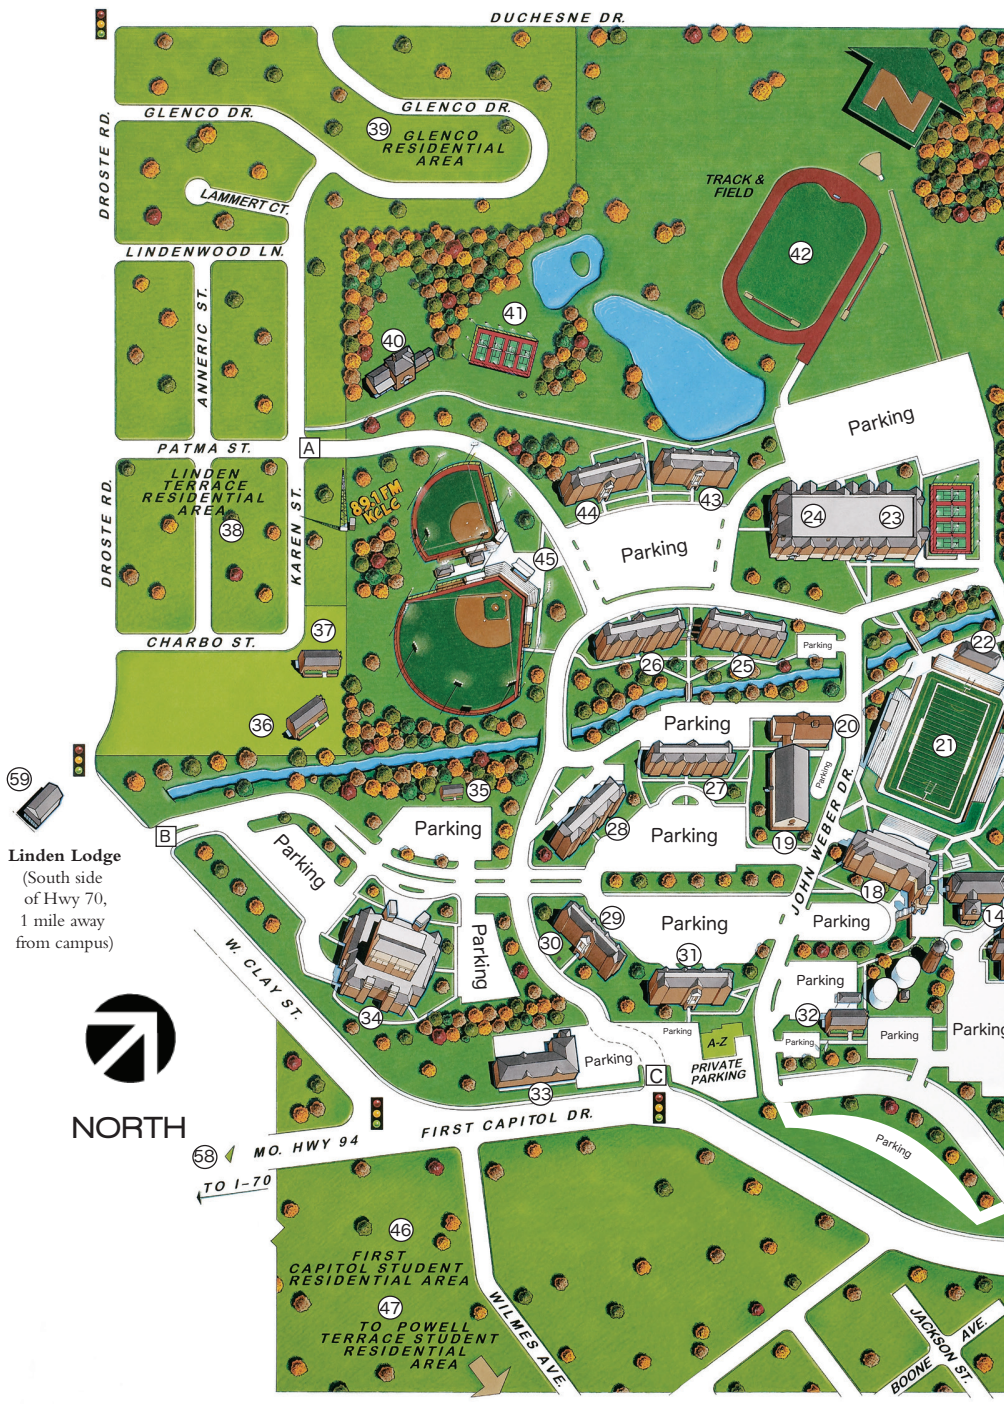 DUCHESNE DR.
GLENCO DR.
GLENCO DR.
39
GLENCO
RESIDENTIAL
AREA
N
DROSTE RD.
LAMMERT CT.
TRACK &
FIELD
42
LINDENWOOD LN.
ANNERIC ST.
41
40
Parking
PATMA ST.
A
LINDEN
TERRACE
RESIDENTIAL
AREA
38
89.1 FM
KCLC
44
43
24
23
DROSTE RD.
KAREN ST.
45
Parking
CHARBO ST.
37
26
25
Parking
22
36
Parking
20
21
59
35
27
Parking
JOHN WEBER DR.
28
19
B
Parking
Parking
Parking
Linden Lodge
(South side
of Hwy 70,
1 mile away
from campus)
18
14
29
30
Parking
Parking
Parking
31
W. CLAY ST.
34
Parking
32
Parking
Parking
Parking
Parking
A-Z
PRIVATE
PARKING
Parking
33
C
NORTH
FIRST CAPITOL DR.
58
MO. HWY 94
TO I-70
Parking
46
FIRST
CAPITOL STUDENT
RESIDENTIAL AREA
47
TO POWELL
TERRACE STUDENT
RESIDENTIAL
AREA
WILMES AVE.
JACKSON ST.
BOONE AVE.